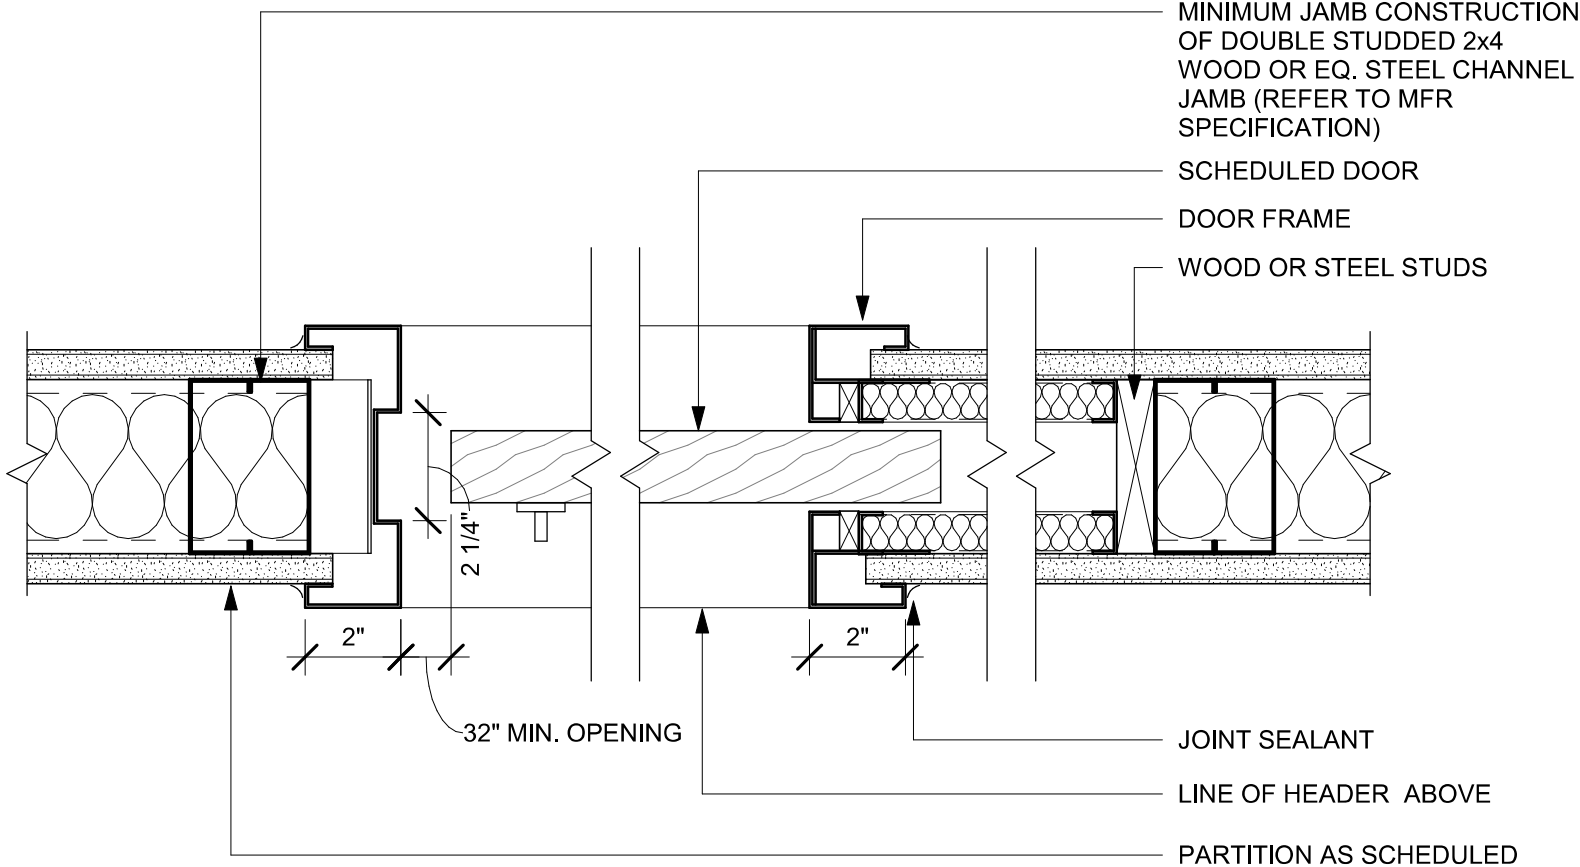 MINIMUM JAMB CONSTRUCTION
OF DOUBLE STUDDED 2x4
WOOD OR EQ. STEEL CHANNEL
JAMB (REFER TO MFR
SPECIFICATION)
SCHEDULED DOOR
DOOR FRAME
WOOD OR STEEL STUDS
2 1/4"
2"
2"
32" MIN. OPENING
JOINT SEALANT
LINE OF HEADER ABOVE
PARTITION AS SCHEDULED